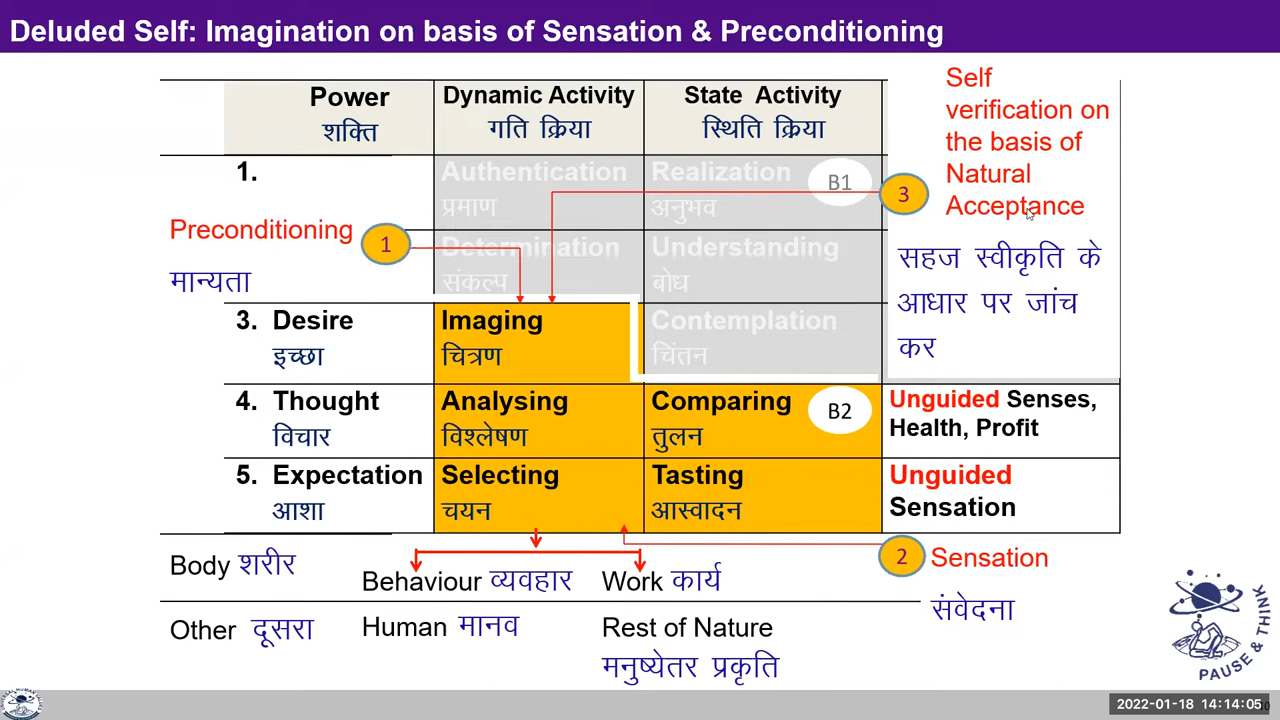 Deluded Self: Imagination on basis of Sensation & Preconditioning
Power
शक्ति
Dynamic Activity
गति क्रिया
State Activity
स्थिति क्रिया
Self
verification on
the basis of
Natural
Acceptance
सहज स्वीकृति के
आधार पर जांच
कर
3
1.
Authentication
प्रमाण
Realization
अनुभव
B1
Preconditioning
मान्यता
1
Determination
संकल्प
Understanding
बोध
3. Desire
इच्छा
Imaging
चित्रण
Contemplation
चिंतन
4. Thought
विचार
Analysing
विश्लेषण
Comparing
तुलन
B2
Unguided Senses,
Health, Profit
5. Expectation
आशा
Selecting
चयन
Tasting
आस्वादन
Unguided
Sensation
Body शरीर
Behaviour व्यवहार
Work कार्य
2
Sensation
संवेदना
Other दूसरा
Human मानव
Rest of Nature
मनुष्येतर प्रकृति
PAUSE & THINK
2022-01-18 14:14:05